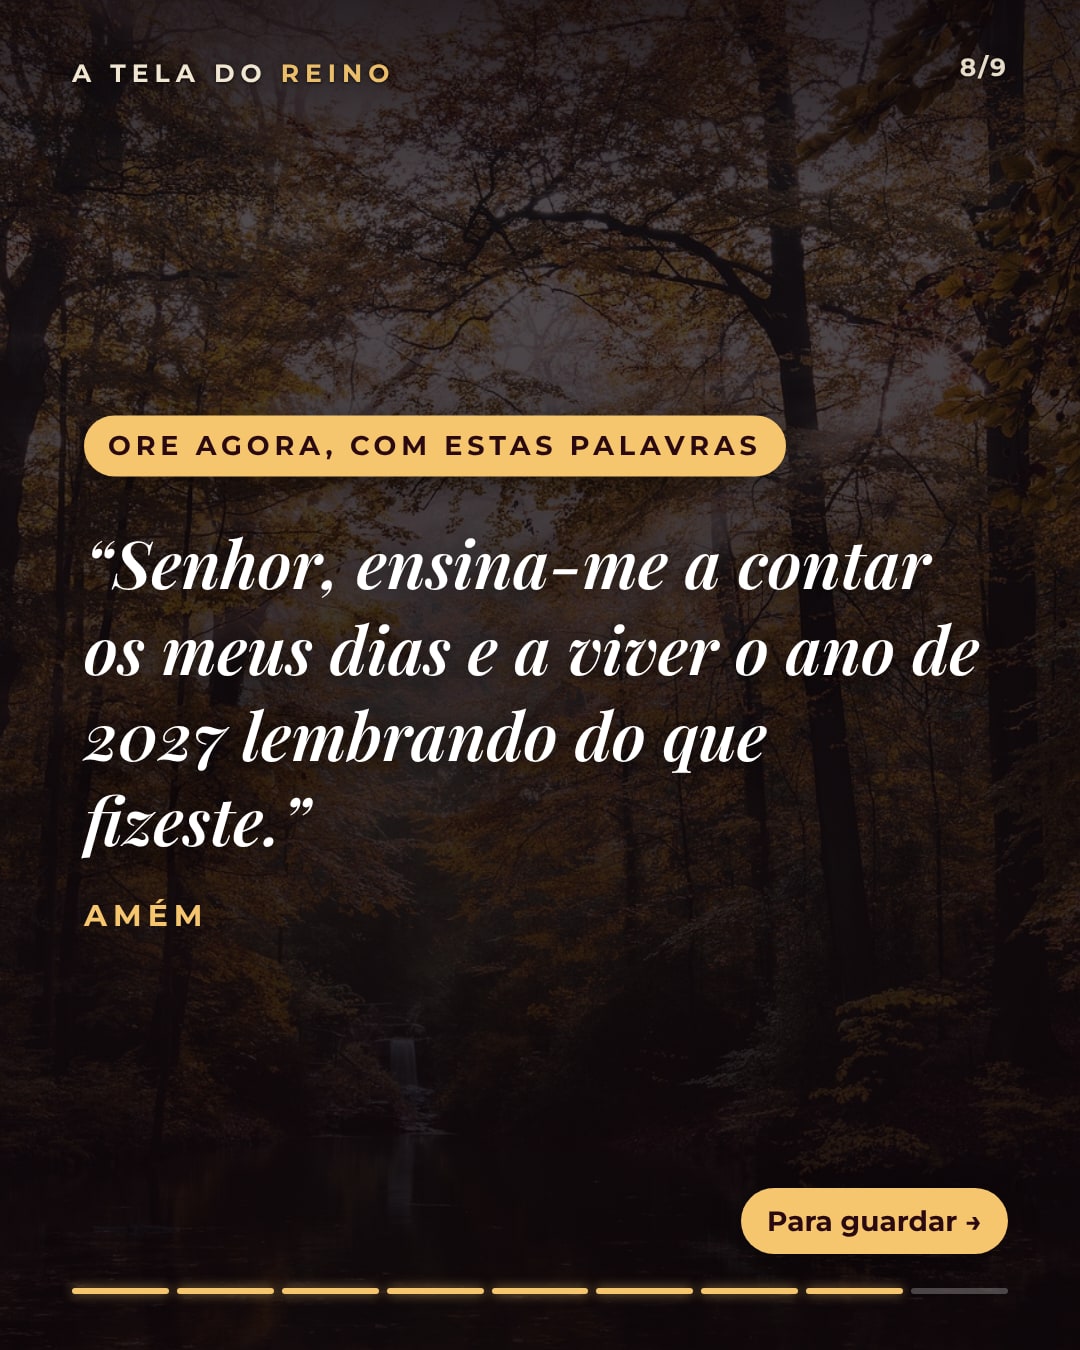 A TELA DO REINO
8/9
ORE AGORA, COM ESTAS PALAVRAS
“Senhor, ensina-me a contar
os meus dias e a viver o ano de
2027 lembrando do que
fizeste.”
AMÉM
Para guardar →